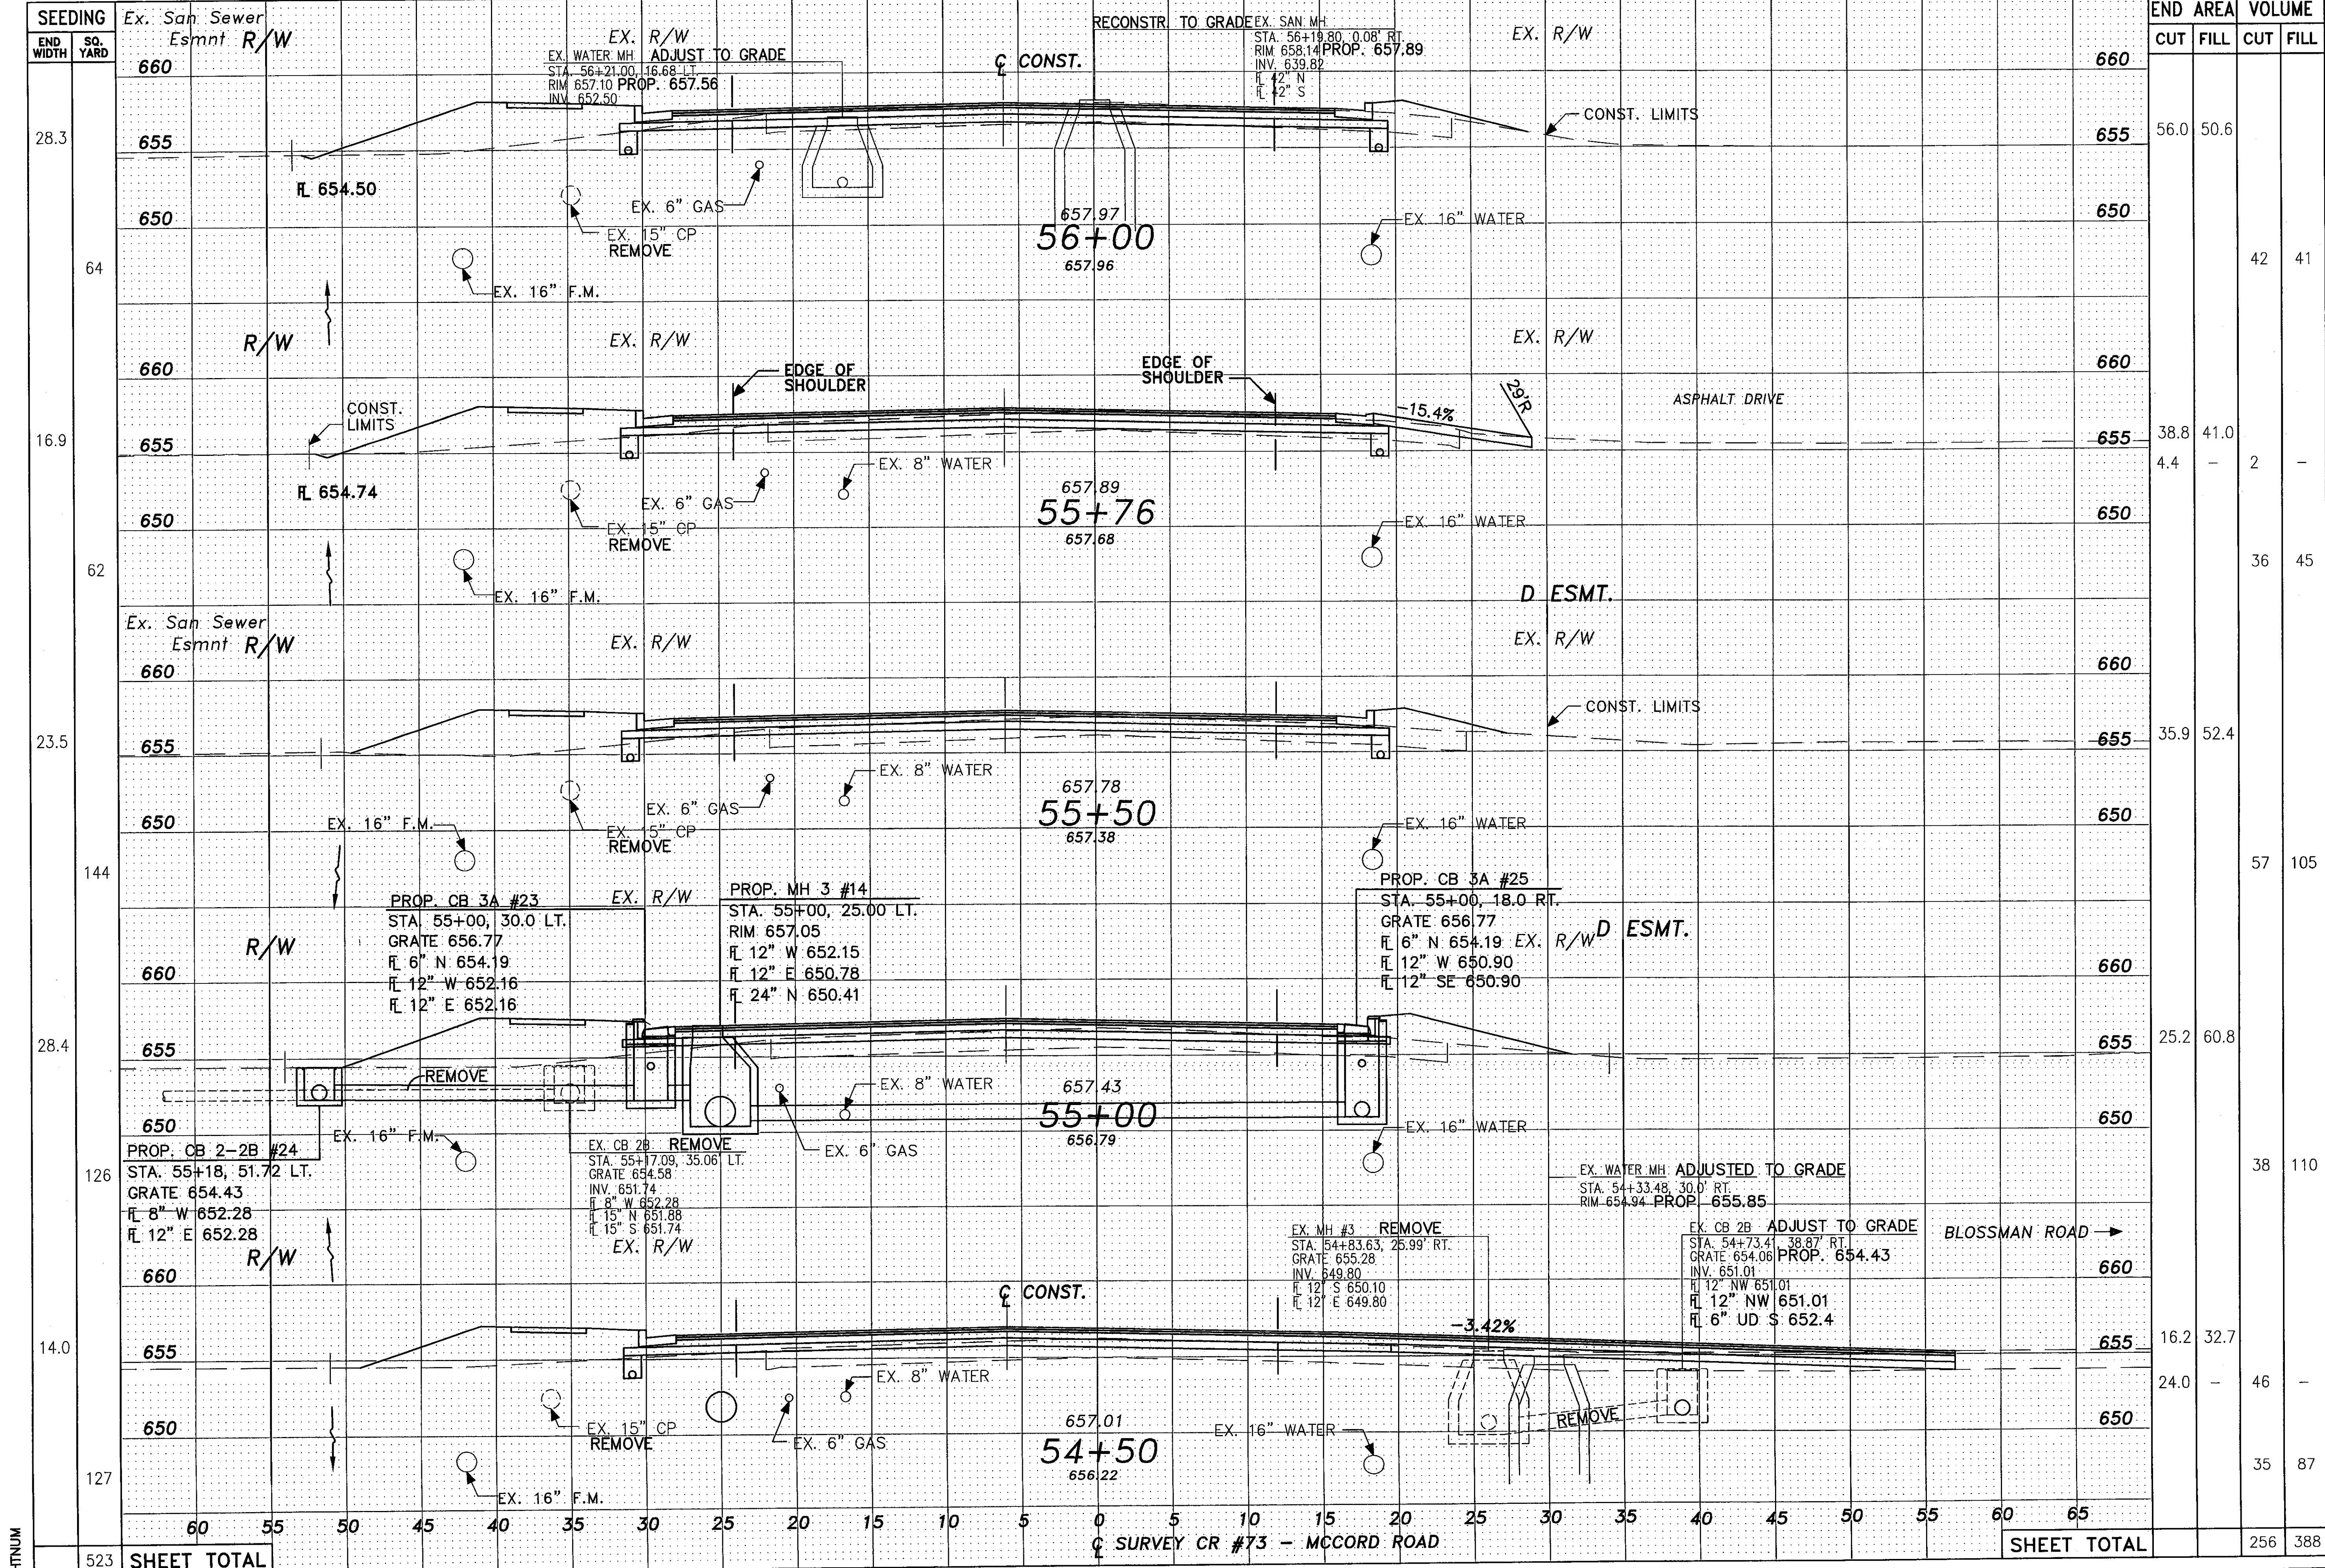 SEEDING
END WIDTH
SQ. YARD
END AREA
VOLUME
CUT
FILL
CUT
FILL
Ex. San Sewer
Esmnt R/W
EX. R/W
EX. WATER MH ADJUST TO GRADE
STA. 56+21.00, 16.68 LT.
RIM 657.10 PROP. 657.56
INV. 652.50
℄ CONST.
RECONSTR. TO GRADE EX. SAN MH
STA. 56+19.80, 0.08' RT.
RIM 658.14 PROP. 657.89
INV. 639.82
FL 42" N
FL 42" S
EX. R/W
660
660
CONST. LIMITS
28.3
655
655
56.0
50.6
FL 654.50
EX. 6" GAS
EX. 15" CP
REMOVE
EX. 16" WATER
650
650
657.97
56+00
657.96
64
42
41
EX. 16" F.M.
R/W
EX. R/W
EX. R/W
660
660
EDGE OF
SHOULDER
EDGE OF
SHOULDER
29'R
-15.4%
ASPHALT DRIVE
CONST.
LIMITS
16.9
655
655
38.8
41.0
4.4
-
2
-
FL 654.74
EX. 8" WATER
EX. 6" GAS
EX. 15" CP
REMOVE
EX. 16" WATER
650
650
657.89
55+76
657.68
62
36
45
EX. 16" F.M.
D ESMT.
Ex. San Sewer
Esmnt R/W
EX. R/W
EX. R/W
660
660
CONST. LIMITS
23.5
655
655
35.9
52.4
EX. 8" WATER
EX. 6" GAS
EX. 15" CP
REMOVE
EX. 16" F.M.
EX. 16" WATER
650
650
657.78
55+50
657.38
144
57
105
PROP. CB 3A #23
STA. 55+00, 30.0 LT.
GRATE 656.77
FL 6" N 654.19
FL 12" W 652.16
FL 12" E 652.16
EX. R/W
PROP. MH 3 #14
STA. 55+00, 25.00 LT.
RIM 657.05
FL 12" W 652.15
FL 12" E 650.78
FL 24" N 650.41
PROP. CB 3A #25
STA. 55+00, 18.0 RT.
GRATE 656.77
FL 6" N 654.19
FL 12" W 650.90
FL 12" SE 650.90
EX. R/W
D ESMT.
R/W
660
660
28.4
655
655
25.2
60.8
REMOVE
EX. 8" WATER
EX. 6" GAS
EX. 16" F.M.
EX. 16" WATER
650
650
657.43
55+00
656.79
PROP. CB 2-2B #24
STA. 55+18, 51.72 LT.
GRATE 654.43
FL 8" W 652.28
FL 12" E 652.28
EX. CB 2B REMOVE
STA. 55+17.09, 35.06' LT.
GRATE 654.58
INV. 651.74
FL 8" W 652.28
FL 15" N 651.88
FL 15" S 651.74
EX. R/W
126
38
110
EX. WATER MH ADJUSTED TO GRADE
STA. 54+33.48, 30.0' RT.
RIM 654.94 PROP. 655.85
EX. MH #3 REMOVE
STA. 54+83.63, 25.99' RT.
GRATE 655.28
INV. 649.80
FL 12" S 650.10
FL 12" E 649.80
EX. CB 2B ADJUST TO GRADE
STA. 54+73.41, 38.87' RT.
GRATE 654.06 PROP. 654.43
INV. 651.01
FL 12" NW 651.01
FL 12" NW 651.01
FL 6" UD S 652.4
BLOSSMAN ROAD
R/W
660
660
℄ CONST.
-3.42%
14.0
655
655
16.2
32.7
24.0
-
46
-
EX. 8" WATER
EX. 15" CP
REMOVE
EX. 6" GAS
EX. 16" WATER
REMOVE
650
650
657.01
54+50
656.22
127
35
87
EX. 16" F.M.
60 55 50 45 40 35 30 25 20 15 10 5 0 5 10 15 20 25 30 35 40 45 50 55 60 65
℄ SURVEY CR #73 - MCCORD ROAD
523
SHEET TOTAL
SHEET TOTAL
256
388